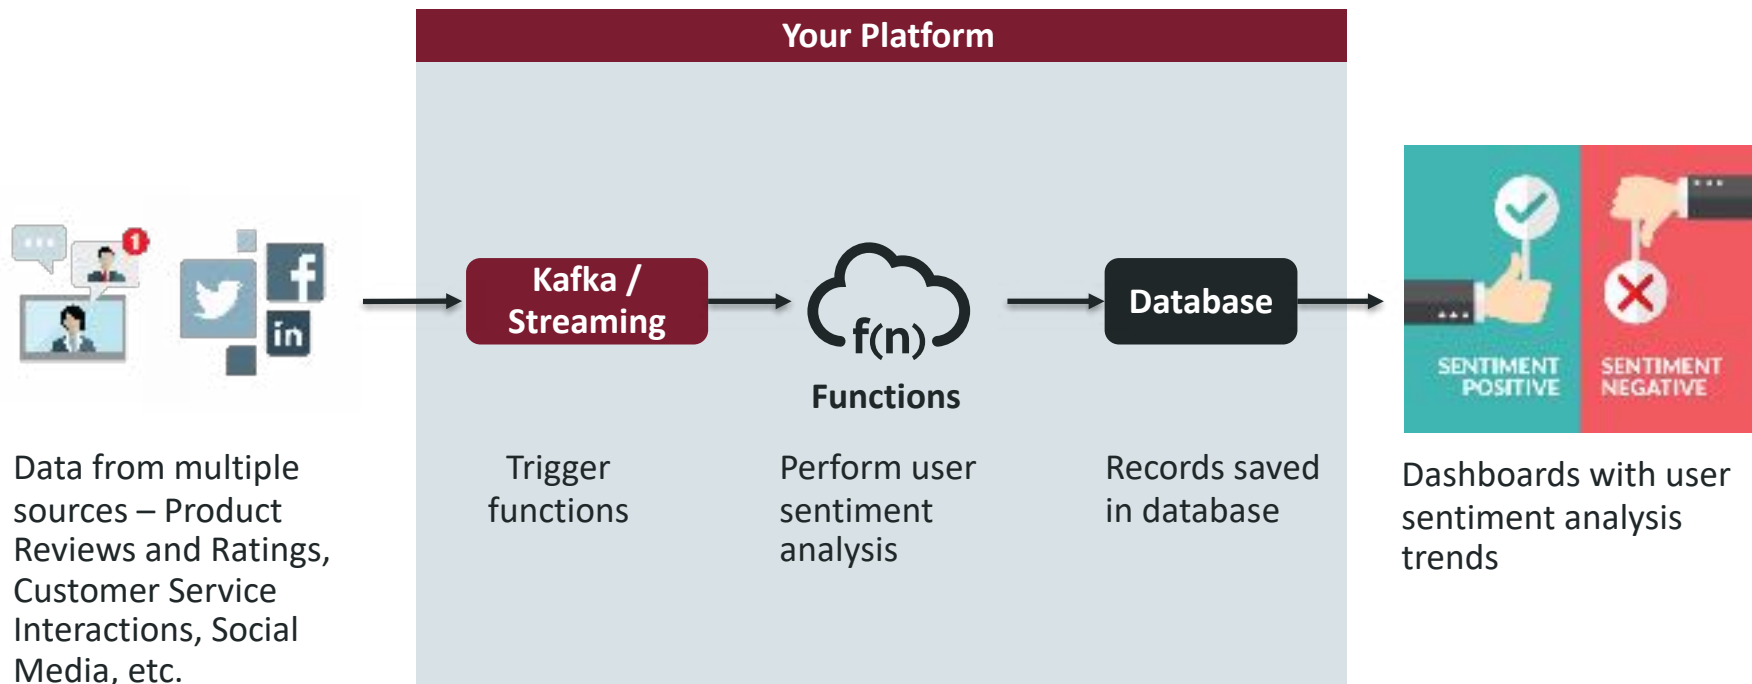 Your Platform
1
f
in
Kafka /
Streaming
f(n)
Functions
Database
SENTIMENT
POSITIVE
SENTIMENT
NEGATIVE
Data from multiple
sources – Product
Reviews and Ratings,
Customer Service
Interactions, Social
Media, etc.
Trigger
functions
Perform user
sentiment
analysis
Records saved
in database
Dashboards with user
sentiment analysis
trends